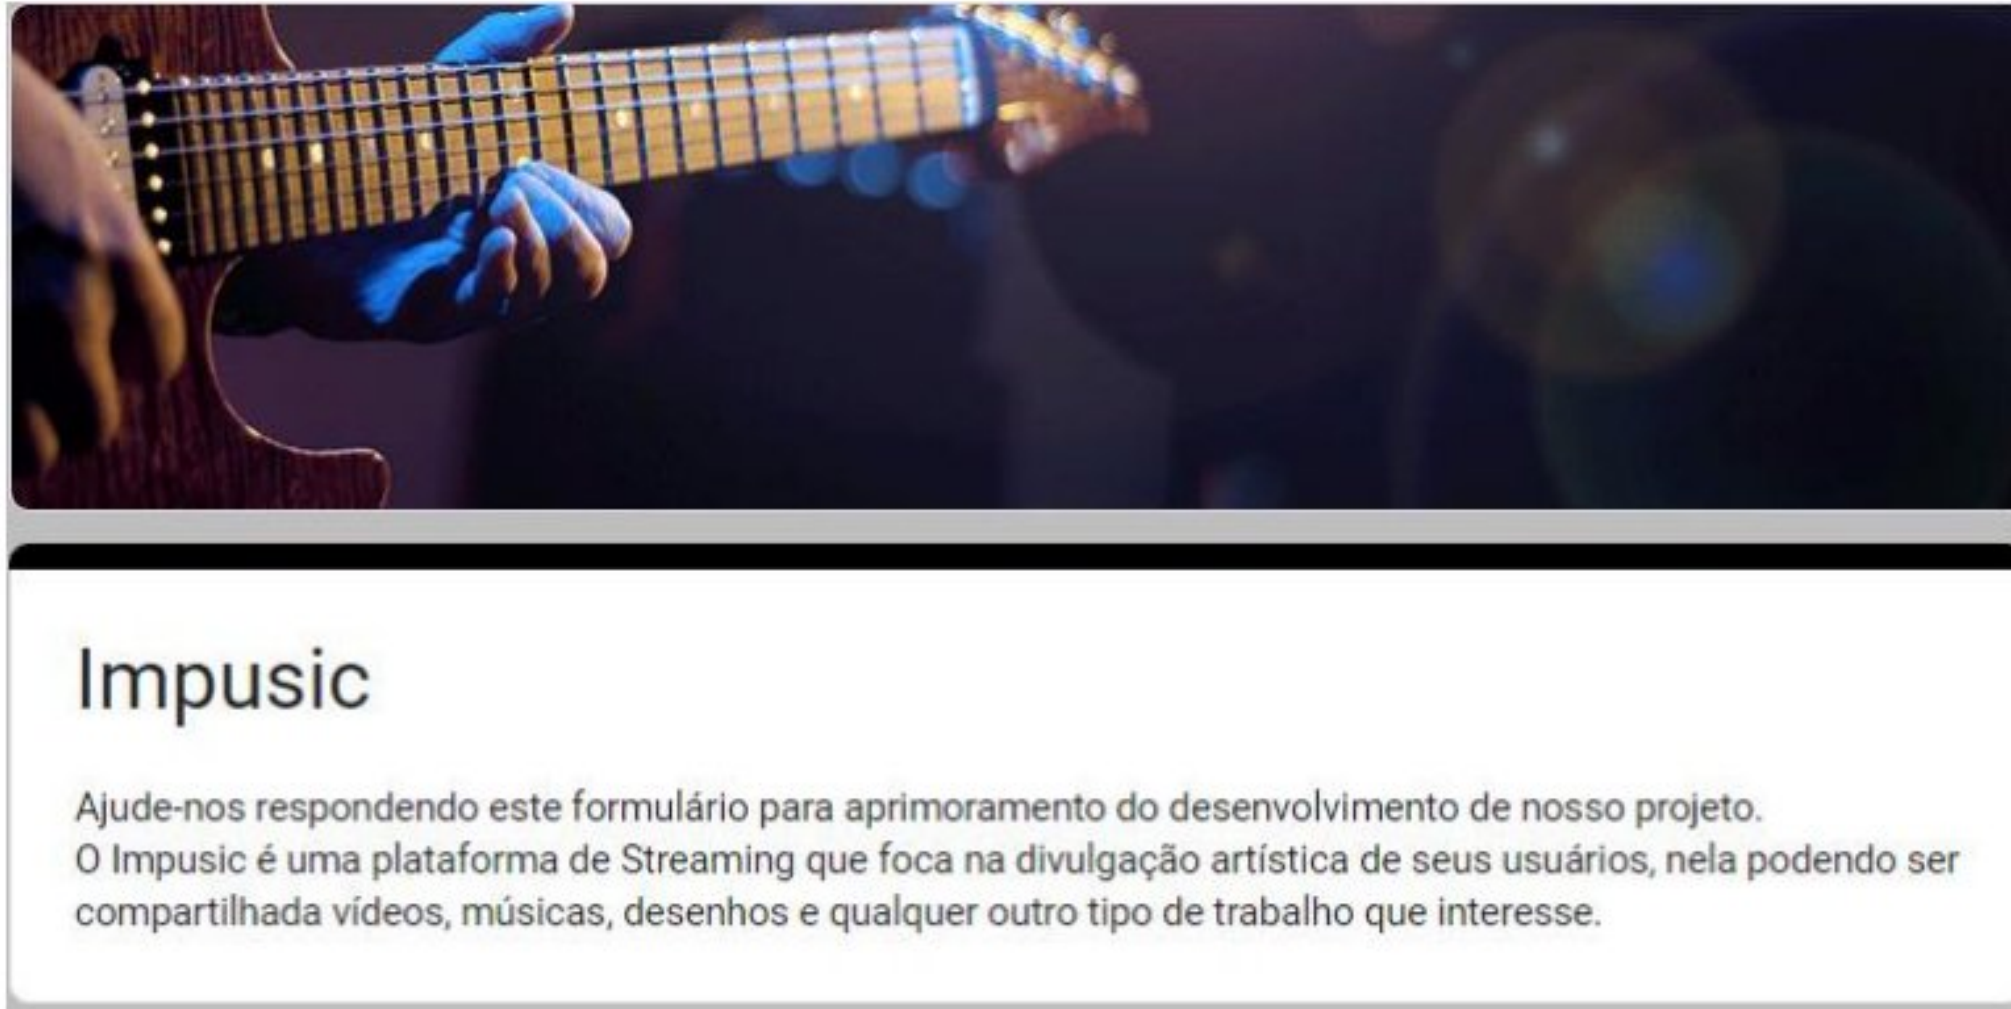 Impusic
Ajude-nos respondendo este formulário para aprimoramento do desenvolvimento de nosso projeto.
O Impusic é uma plataforma de Streaming que foca na divulgação artística de seus usuários, nela podendo ser
compartilhada vídeos, músicas, desenhos e qualquer outro tipo de trabalho que interesse.